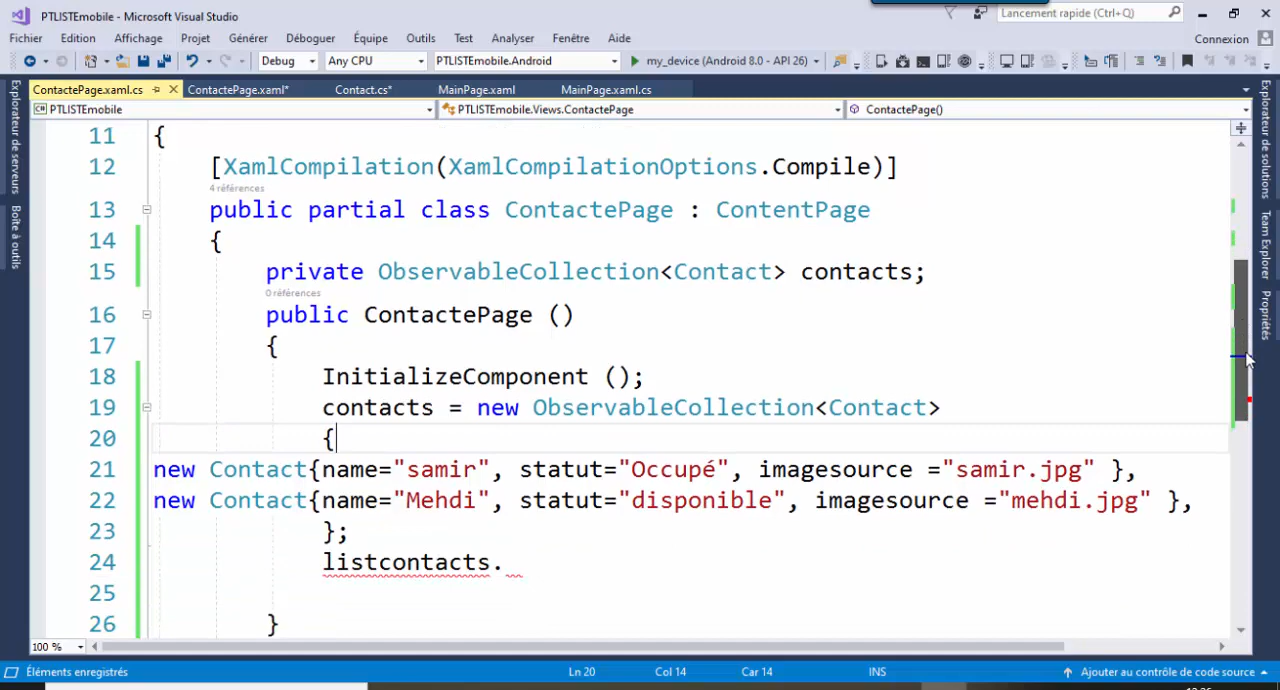 PTLISTEmobile - Microsoft Visual Studio
Lancement rapide (Ctrl+Q)
Fichier Edition Affichage Projet Générer Déboguer Équipe Outils Test Analyser Fenêtre Aide
Connexion
Debug Any CPU PTLISTEmobile.Android my_device (Android 8.0 - API 26)
ContactePage.xaml.cs ContactePage.xaml* Contact.cs* MainPage.xaml MainPage.xaml.cs
PTLISTEmobile PTLISTEmobile.Views.ContactePage ContactePage()
Explorateur de serveurs
Boîte à outils
11 {
12 [XamlCompilation(XamlCompilationOptions.Compile)]
4 références
13 public partial class ContactePage : ContentPage
14 {
15 private ObservableCollection<Contact> contacts;
0 références
16 public ContactePage ()
17 {
18 InitializeComponent ();
19 contacts = new ObservableCollection<Contact>
20 {
21 new Contact{name="samir", statut="Occupé", imagesource ="samir.jpg" },
22 new Contact{name="Mehdi", statut="disponible", imagesource ="mehdi.jpg" },
23 };
24 listcontacts.
25
26 }
Explorateur de solutions
Team Explorer
Propriétés
100 %
Éléments enregistrés Ln 20 Col 14 Car 14 INS Ajouter au contrôle de code source